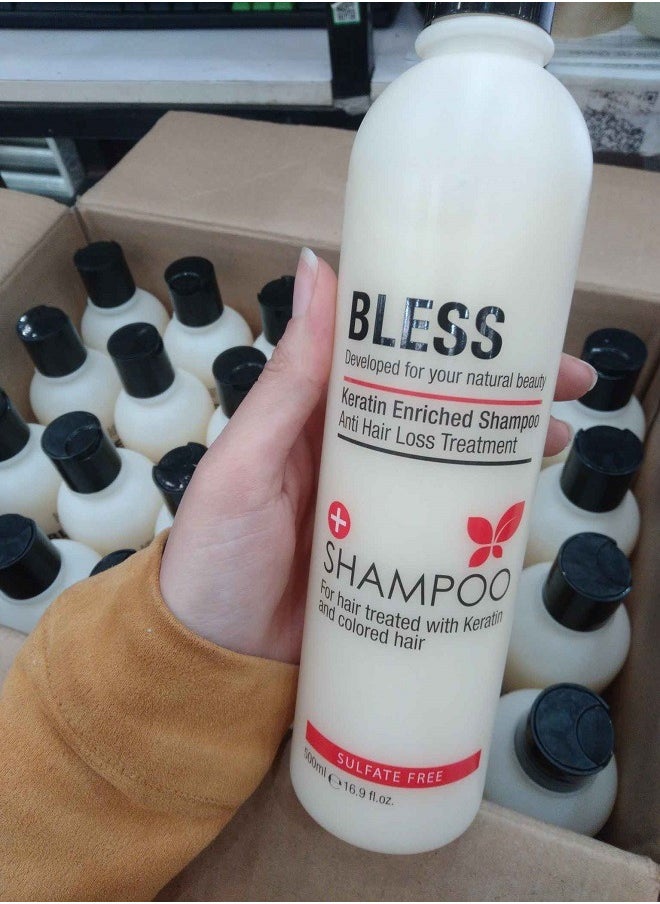 BLESS
Developed for your natural beauty
Keratin Enriched Shampoo
Anti Hair Loss Treatment
SHAMPOO
For hair treated with Keratin
and colored hair
SULFATE FREE
500ml ℮ 16.9 fl.oz.